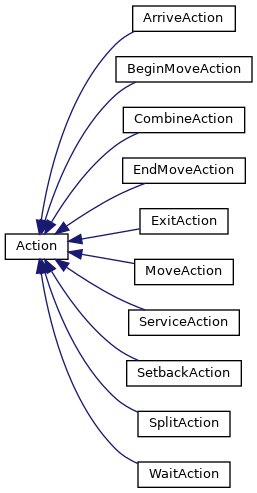 ArriveAction
BeginMoveAction
CombineAction
EndMoveAction
ExitAction
Action
MoveAction
ServiceAction
SetbackAction
SplitAction
WaitAction